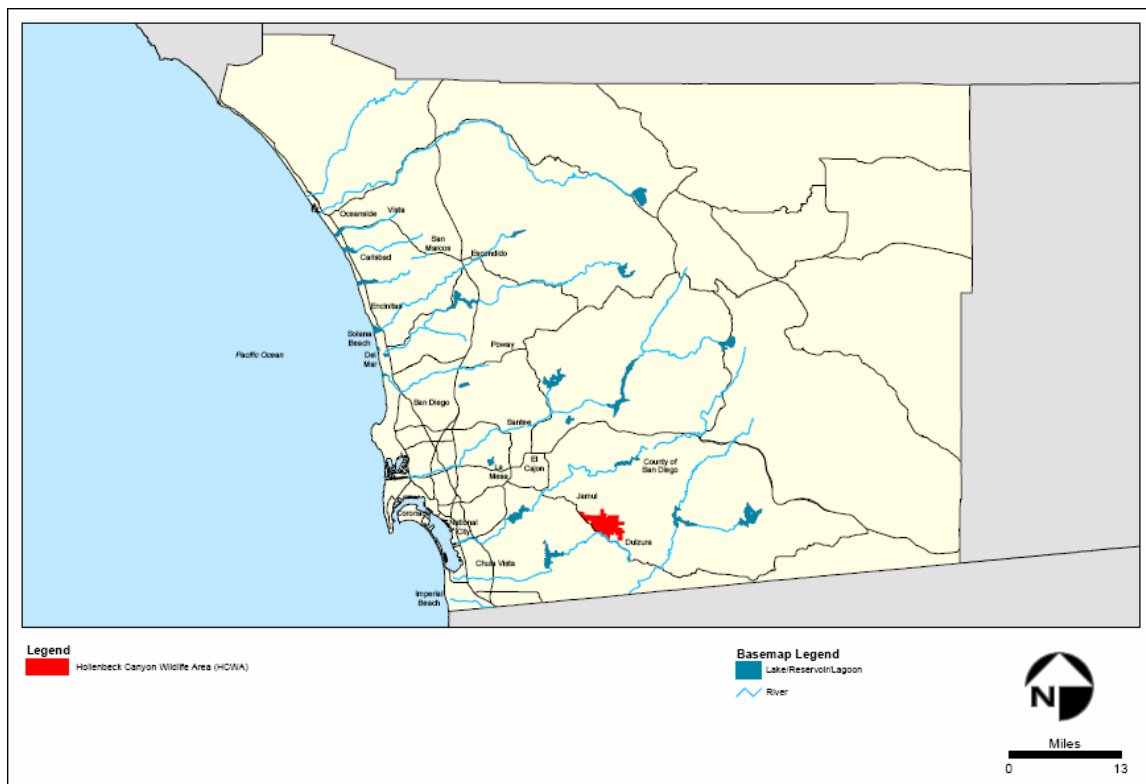 Oceanside
Vista
San
Marcos
Escondido
Carlsbad
Encinitas
Solana
Beach
Del
Mar
Pacific Ocean
Poway
San Diego
Santee
El
Cajon
La
Mesa
County of
San Diego
Jamul
National
City
Dulzura
Chula Vista
Imperial
Beach
Legend
Hollenbeck Canyon Wildlife Area (HCWA)
Basemap Legend
Lake/Reservoir/Lagoon
River
N
Miles
0 13